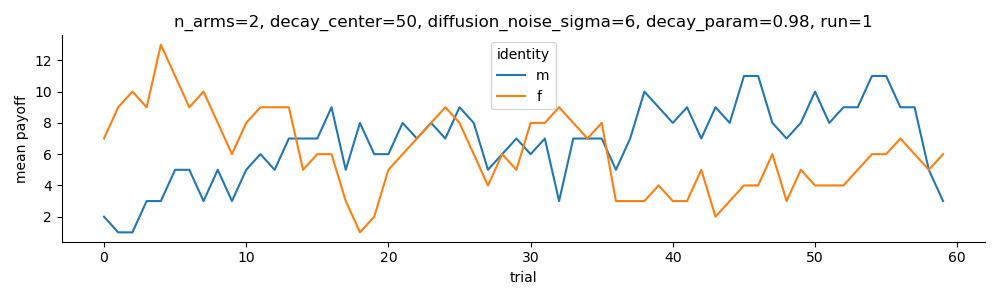 n_arms=2, decay_center=50, diffusion_noise_sigma=6, decay_param=0.98, run=1
identity
m
f
mean payoff
12
10
8
6
4
2
0 10 20 30 40 50 60
trial